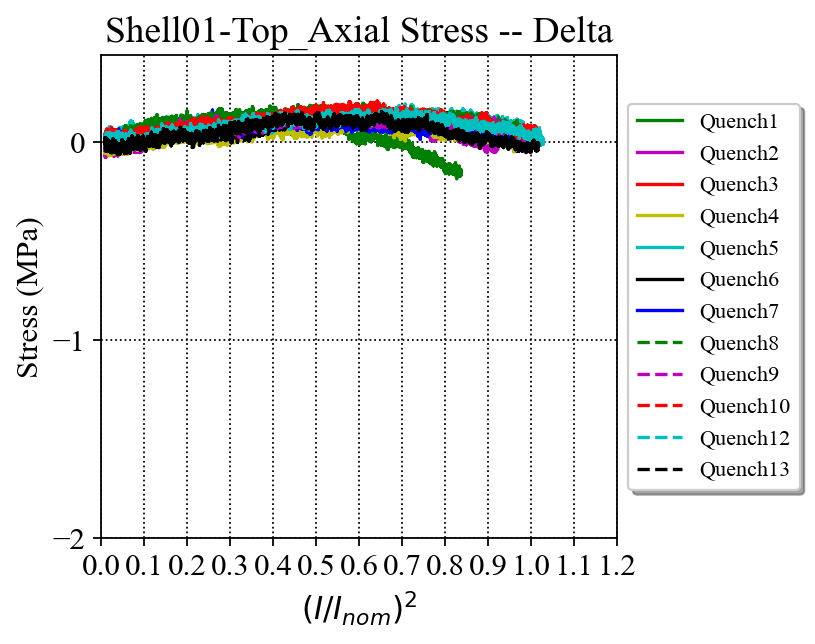 Shell01-Top_Axial Stress -- Delta
Stress (MPa)
0
−1
−2
0.0 0.1 0.2 0.3 0.4 0.5 0.6 0.7 0.8 0.9 1.0 1.1 1.2
(I/I_nom)²
Quench1
Quench2
Quench3
Quench4
Quench5
Quench6
Quench7
Quench8
Quench9
Quench10
Quench12
Quench13